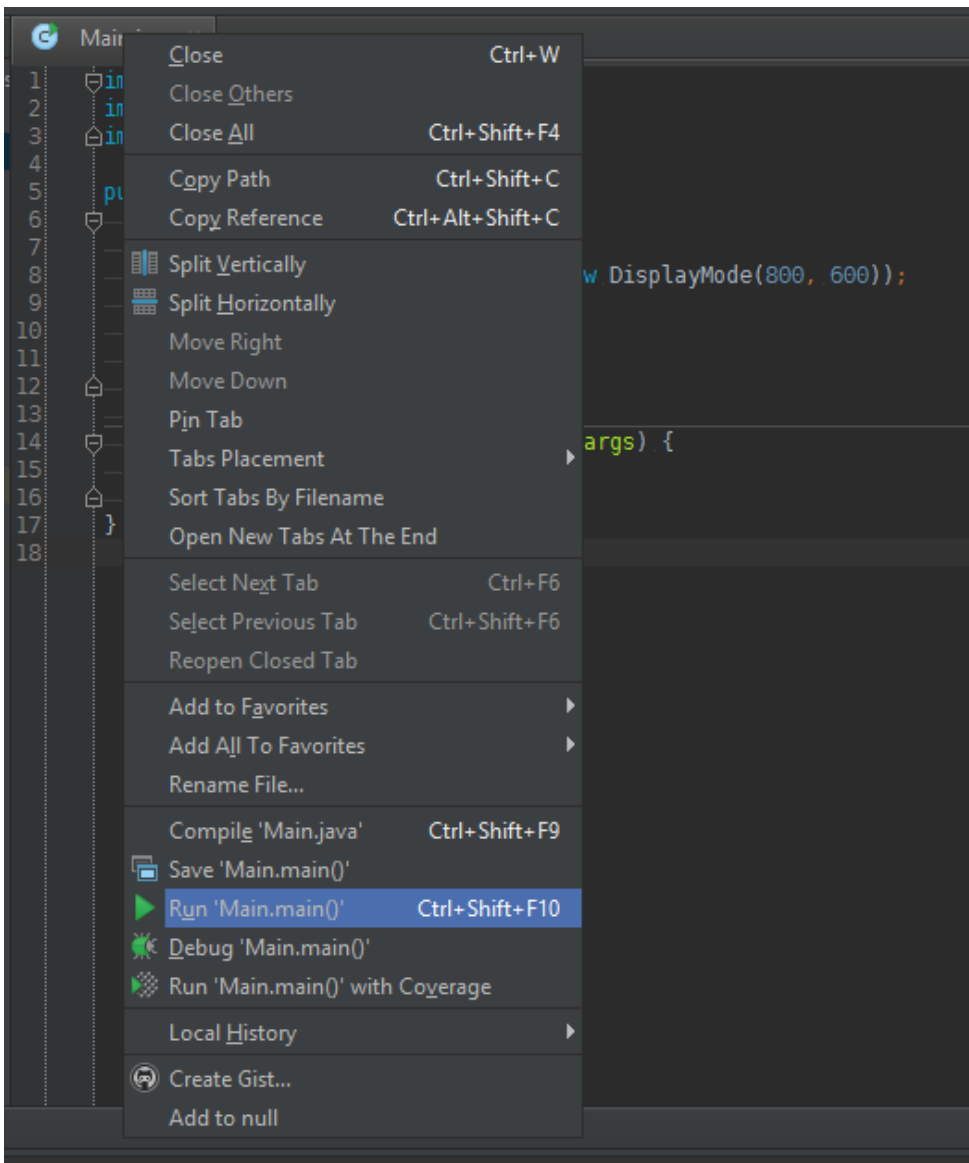 Main
Close Ctrl+W
Close Others
Close All Ctrl+Shift+F4
Copy Path Ctrl+Shift+C
Copy Reference Ctrl+Alt+Shift+C
Split Vertically
Split Horizontally
Move Right
Move Down
Pin Tab
Tabs Placement
Sort Tabs By Filename
Open New Tabs At The End
Select Next Tab Ctrl+F6
Select Previous Tab Ctrl+Shift+F6
Reopen Closed Tab
Add to Favorites
Add All To Favorites
Rename File...
Compile 'Main.java' Ctrl+Shift+F9
Save 'Main.main()'
Run 'Main.main()' Ctrl+Shift+F10
Debug 'Main.main()'
Run 'Main.main()' with Coverage
Local History
Create Gist...
Add to null
1
2
3
4
5
6
7
8 DisplayMode(800, 600));
9
10
11
12
13
14 args) {
15
16
17 }
18